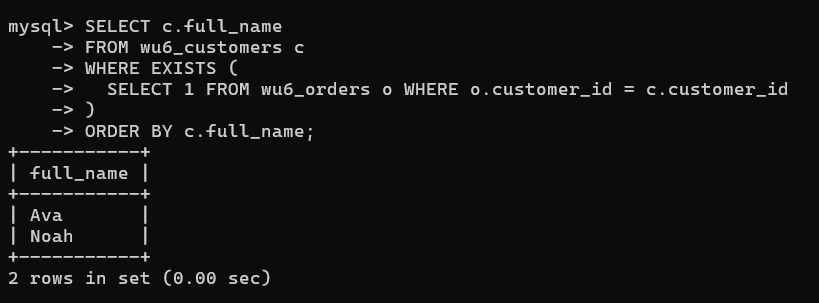 mysql> SELECT c.full_name
    -> FROM wu6_customers c
    -> WHERE EXISTS (
    ->   SELECT 1 FROM wu6_orders o WHERE o.customer_id = c.customer_id
    -> )
    -> ORDER BY c.full_name;
+-----------+
| full_name |
+-----------+
| Ava       |
| Noah      |
+-----------+
2 rows in set (0.00 sec)